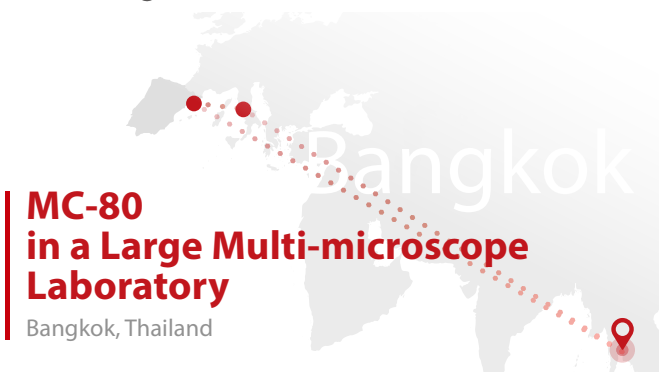 Bangkok
MC-80
in a Large Multi-microscope
Laboratory
Bangkok, Thailand